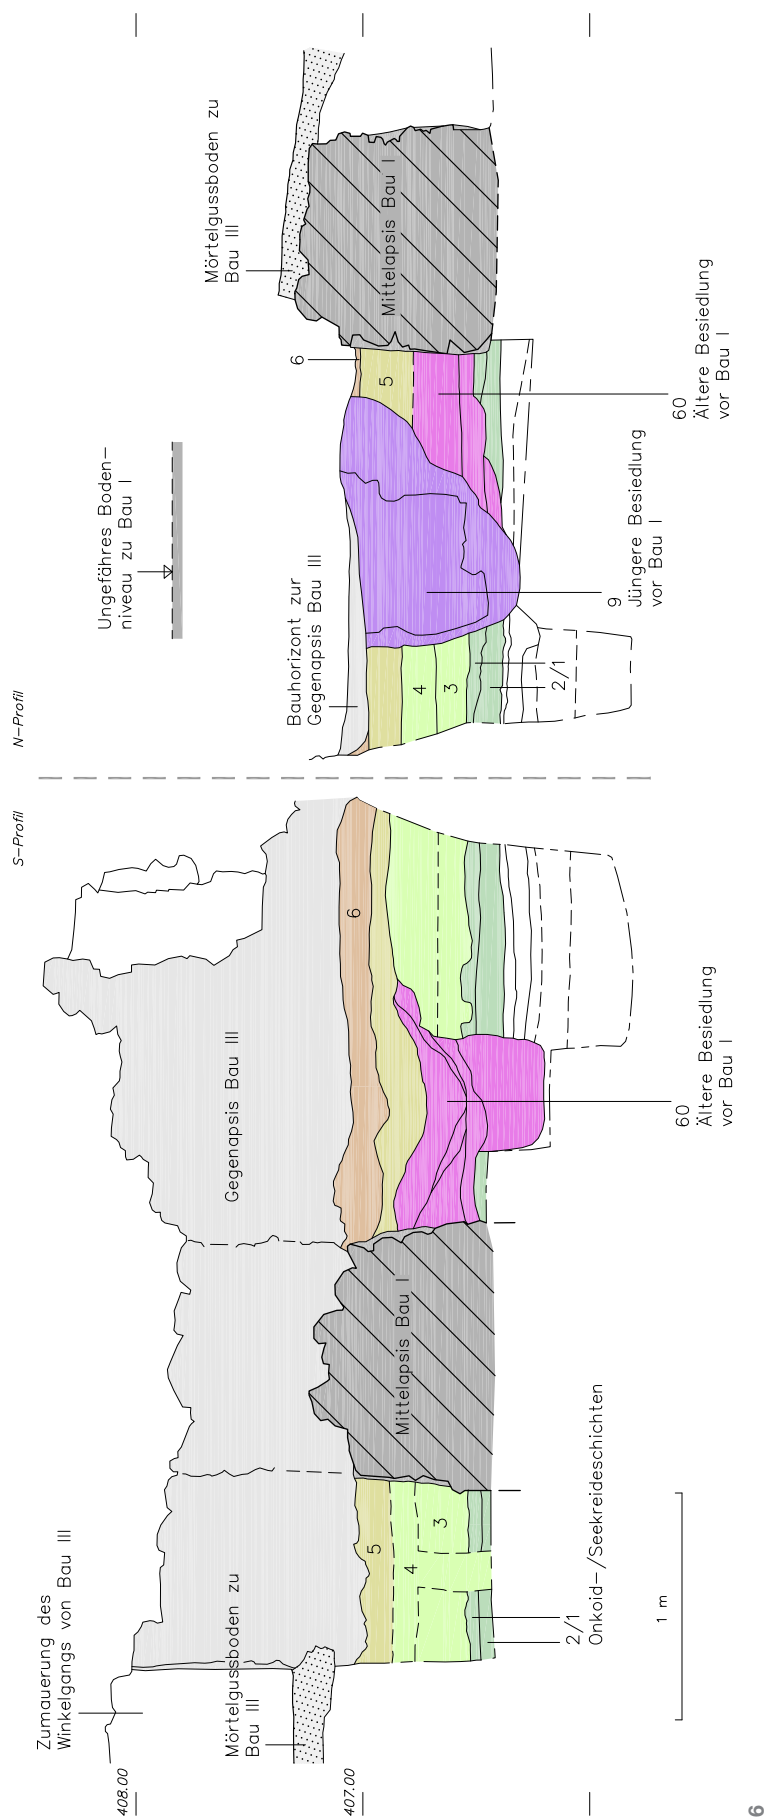 N-Profil
S-Profil
Zumauerung des
Winkelgangs von Bau III
Mörtelgussboden zu
Bau III
408.00
407.00
Gegenapsis Bau III
Mittelapsis Bau I
6
5
4
3
2/1
Onkoid-/Seekreideschichten
1 m
60
Ältere Besiedlung
vor Bau I
Ungefähres Boden-
niveau zu Bau I
Bauhorizont zur
Gegenapsis Bau III
4
3
2/1
9
Jüngere Besiedlung
vor Bau I
6
5
60
Ältere Besiedlung
vor Bau I
Mörtelgussboden zu
Bau III
Mittelapsis Bau I
6